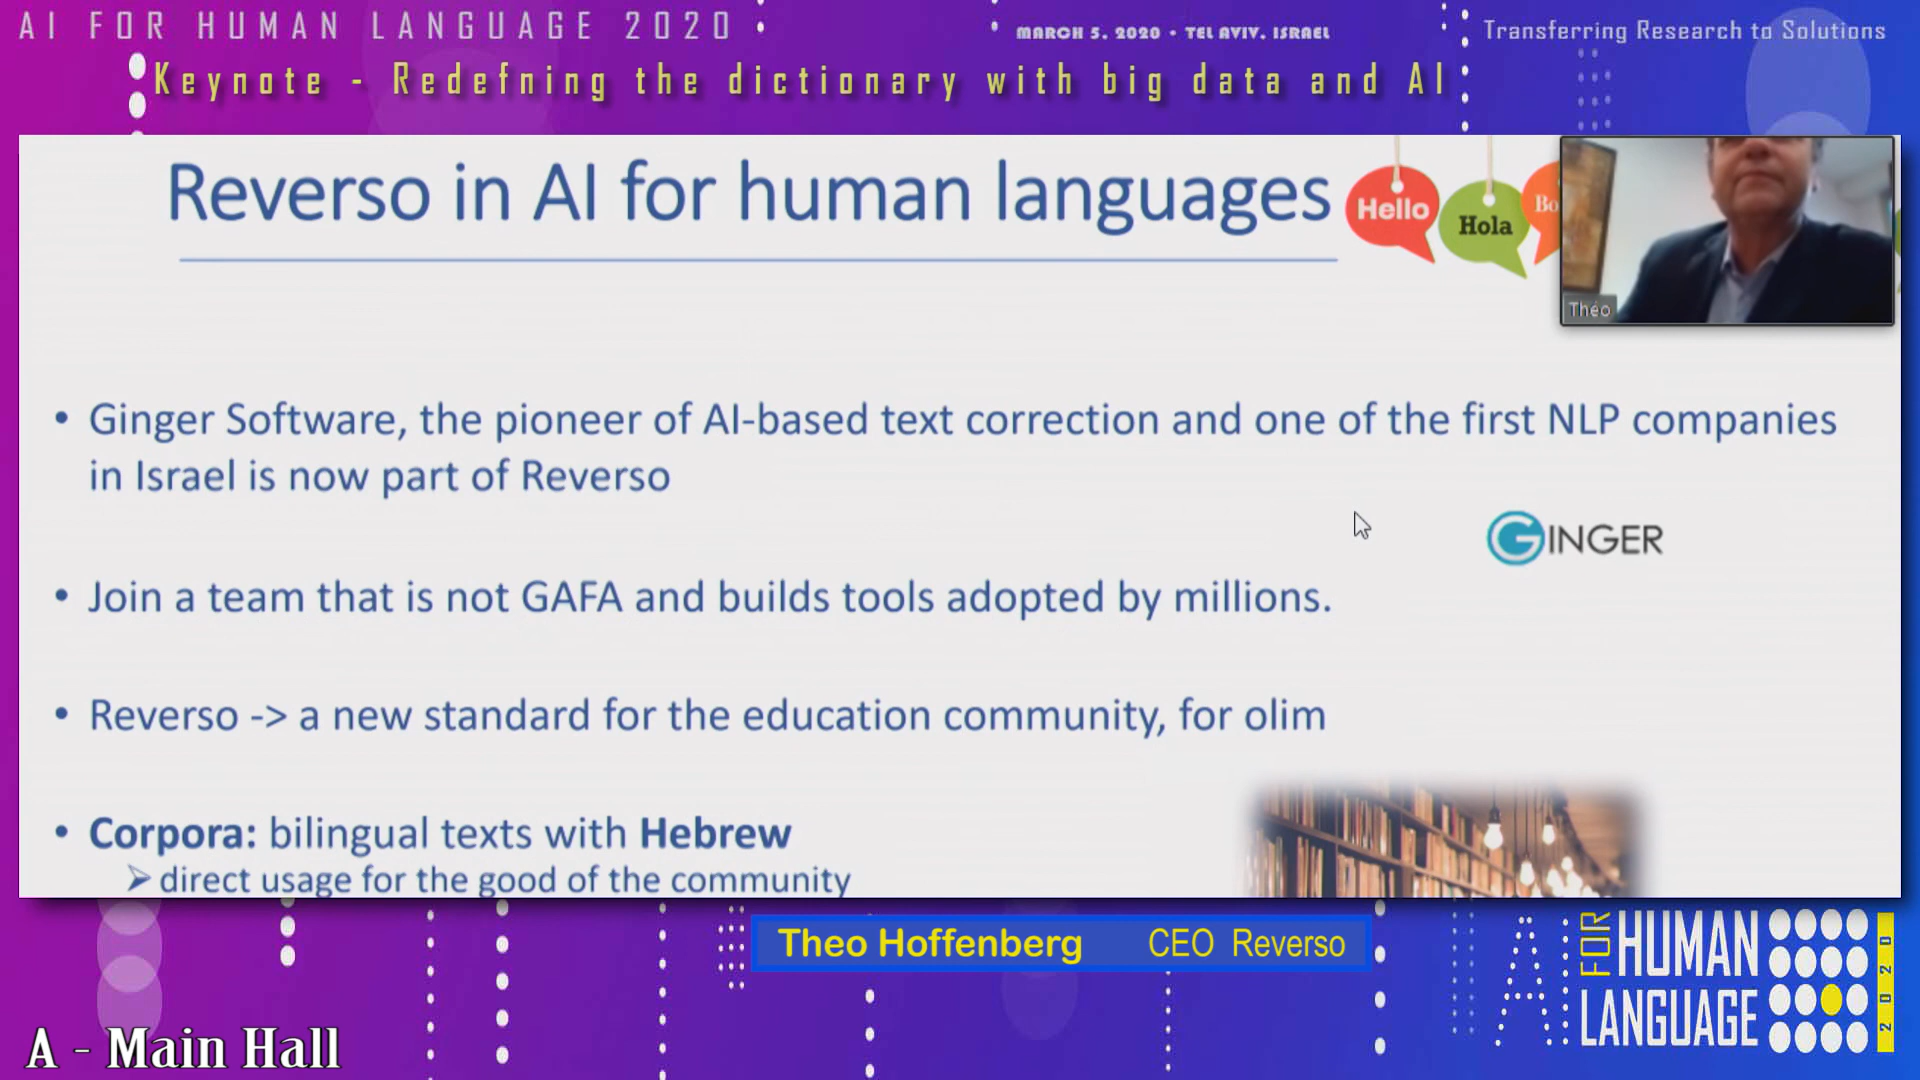 AI FOR HUMAN LANGUAGE 2020
MARCH 5. 2020 • TEL AVIV. ISRAEL
Transferring Research to Solutions
Keynote - Redefning the dictionary with big data and AI
Reverso in AI for human languages
Hello
Hola
Bo
Théo
• Ginger Software, the pioneer of AI-based text correction and one of the first NLP companies
in Israel is now part of Reverso
GINGER
• Join a team that is not GAFA and builds tools adopted by millions.
• Reverso -> a new standard for the education community, for olim
• Corpora: bilingual texts with Hebrew
➢ direct usage for the good of the community
Theo Hoffenberg CEO Reverso
A - Main Hall
AI FOR HUMAN
LANGUAGE
2020